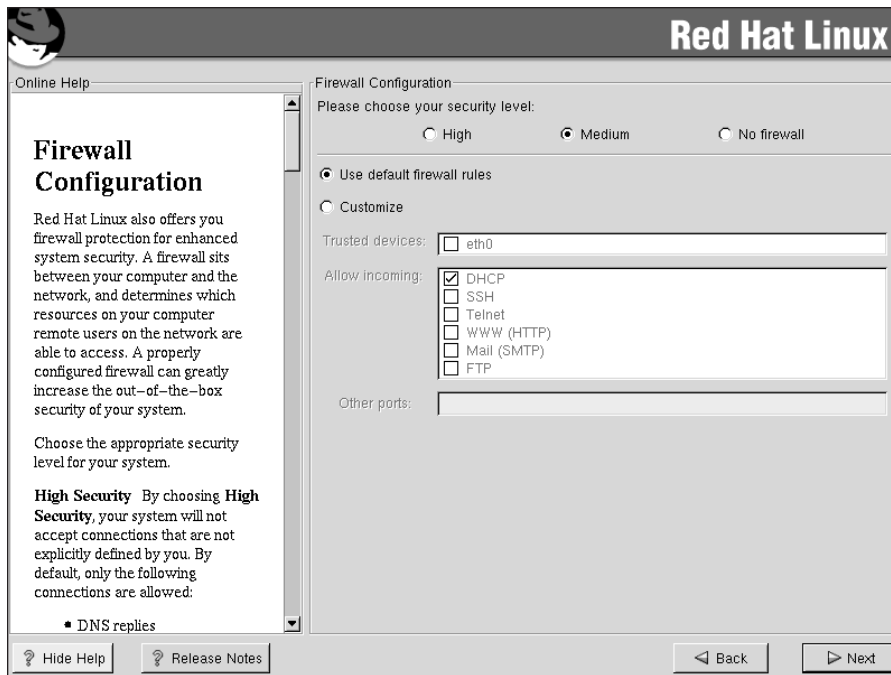 Red Hat Linux
Online Help
Firewall
Configuration
Red Hat Linux also offers you
firewall protection for enhanced
system security. A firewall sits
between your computer and the
network, and determines which
resources on your computer
remote users on the network are
able to access. A properly
configured firewall can greatly
increase the out-of-the-box
security of your system.
Choose the appropriate security
level for your system.
High Security By choosing High
Security, your system will not
accept connections that are not
explicitly defined by you. By
default, only the following
connections are allowed:
• DNS replies
Firewall Configuration
Please choose your security level:
High Medium No firewall
Use default firewall rules
Customize
Trusted devices: eth0
Allow incoming: DHCP
SSH
Telnet
WWW (HTTP)
Mail (SMTP)
FTP
Other ports:
? Hide Help ? Release Notes Back Next